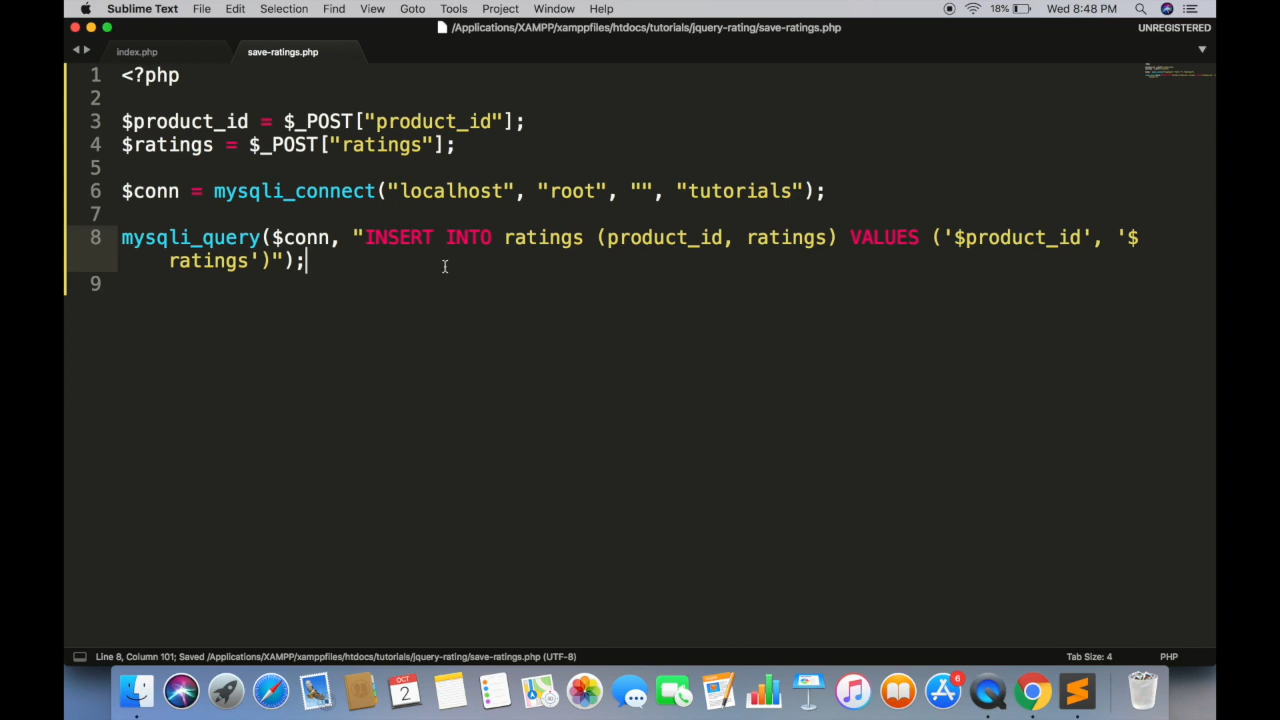 Sublime Text File Edit Selection Find View Goto Tools Project Window Help 18% Wed 8:48 PM
/Applications/XAMPP/xamppfiles/htdocs/tutorials/jquery-rating/save-ratings.php UNREGISTERED
index.php save-ratings.php
1 <?php
2
3 $product_id = $_POST["product_id"];
4 $ratings = $_POST["ratings"];
5
6 $conn = mysqli_connect("localhost", "root", "", "tutorials");
7
8 mysqli_query($conn, "INSERT INTO ratings (product_id, ratings) VALUES ('$product_id', '$
ratings')");
9
Line 8, Column 101; Saved /Applications/XAMPP/xamppfiles/htdocs/tutorials/jquery-rating/save-ratings.php (UTF-8) Tab Size: 4 PHP
OCT
2
6